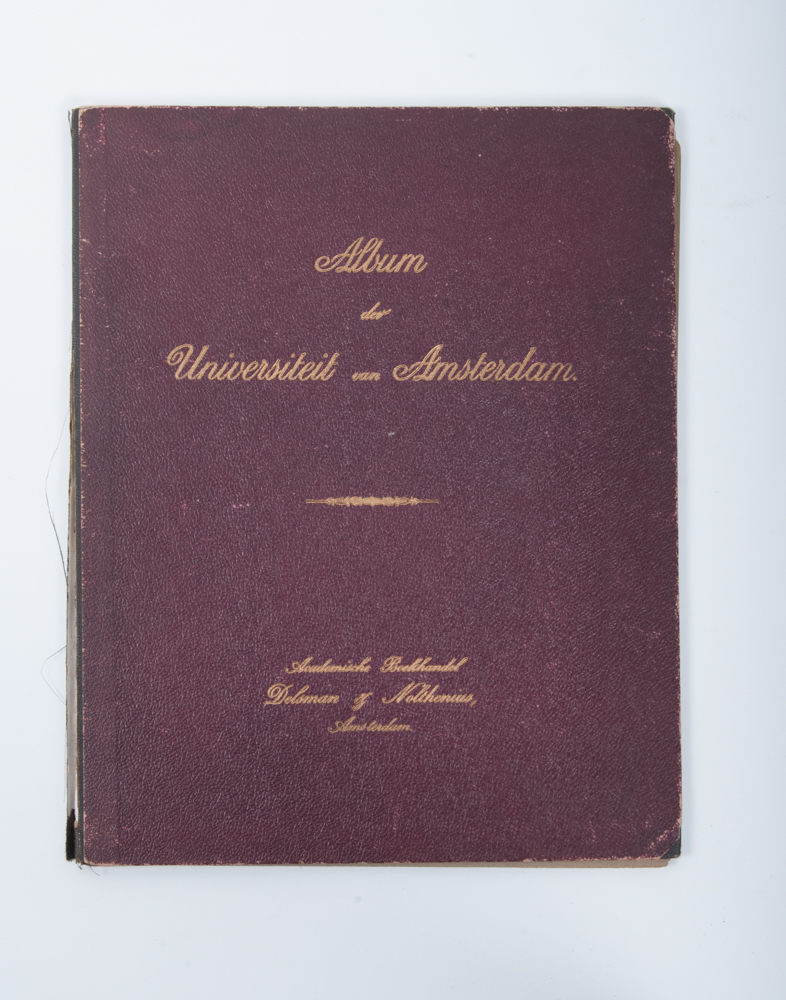 Album
der
Universiteit van Amsterdam.
Academische Boekhandel
Delsman & Nolthenius,
Amsterdam.